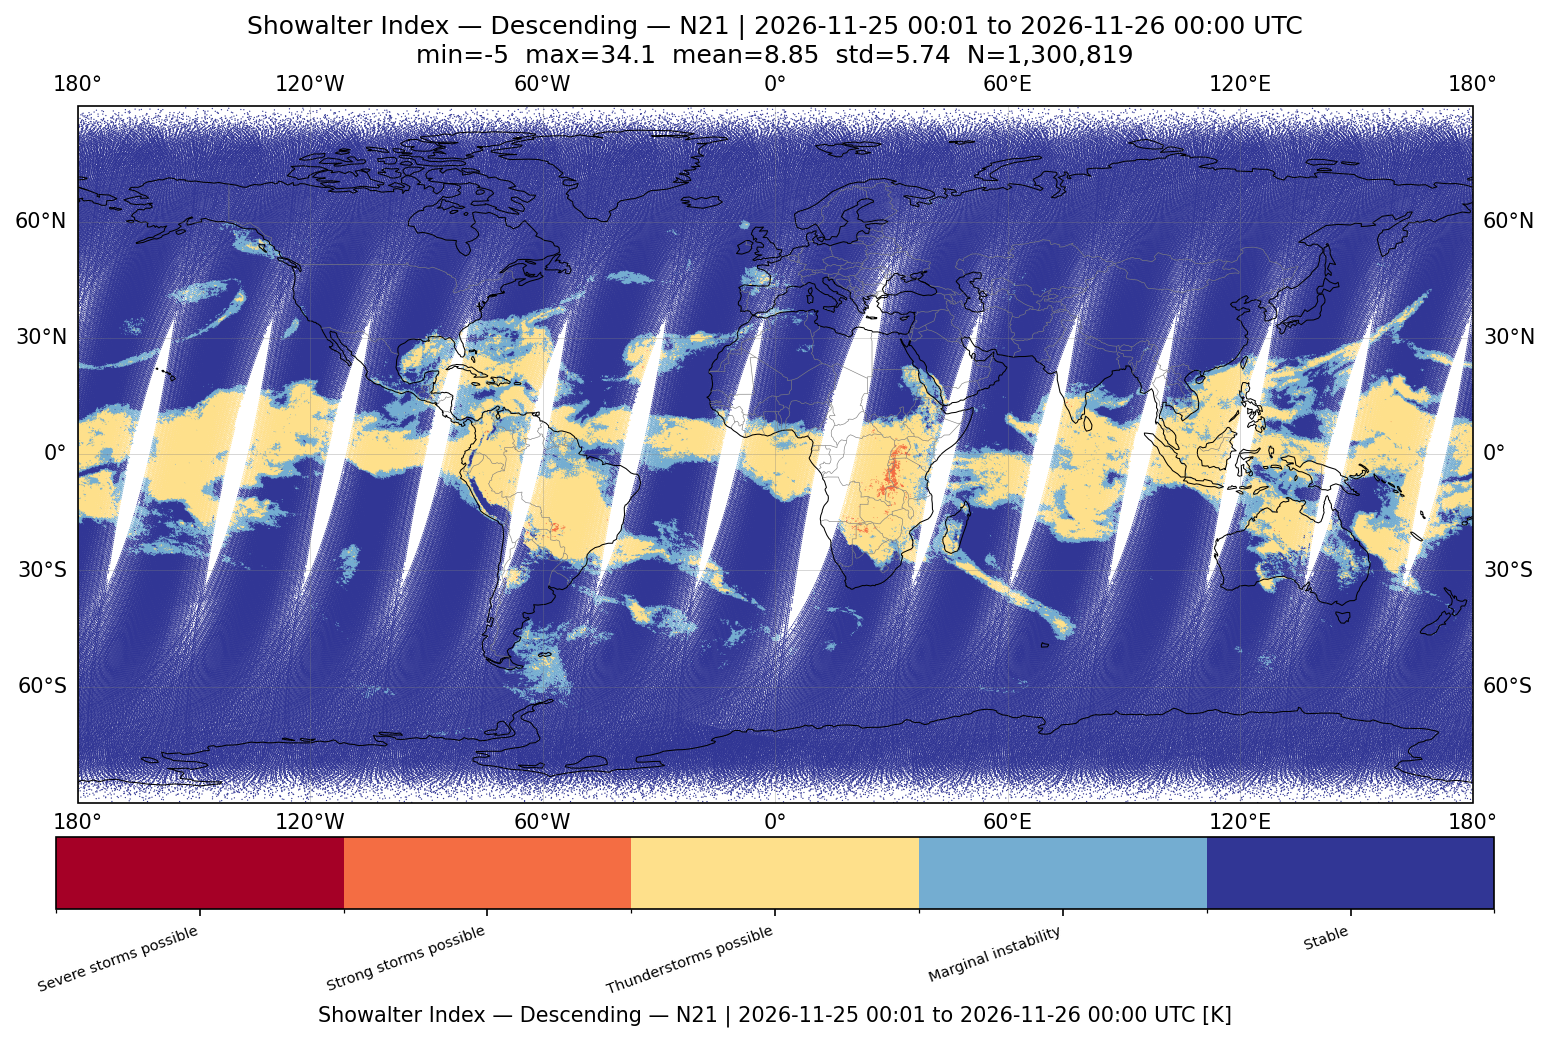 Showalter Index — Descending — N21 | 2026-11-25 00:01 to 2026-11-26 00:00 UTC
min=-5 max=34.1 mean=8.85 std=5.74 N=1,300,819
180° 120°W 60°W 0° 60°E 120°E 180°
60°N 60°N
30°N 30°N
0° 0°
30°S 30°S
60°S 60°S
180° 120°W 60°W 0° 60°E 120°E 180°
Severe storms possible
Strong storms possible
Thunderstorms possible
Marginal instability
Stable
Showalter Index — Descending — N21 | 2026-11-25 00:01 to 2026-11-26 00:00 UTC [K]